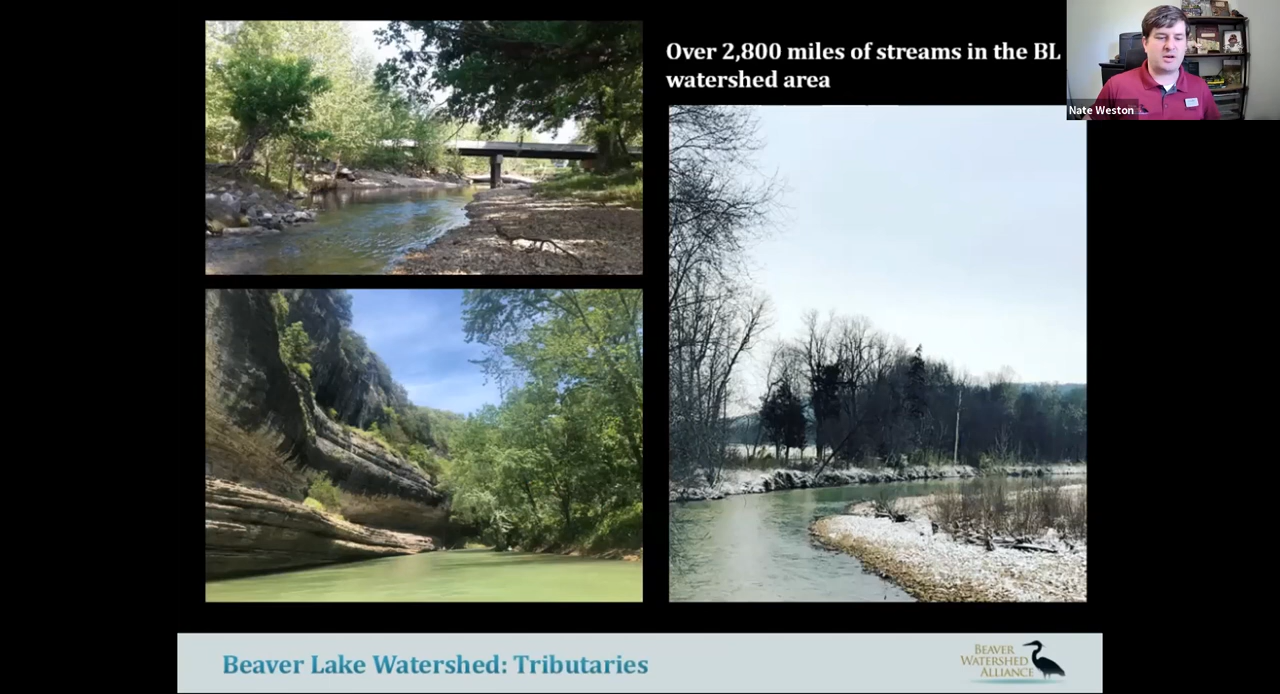 Over 2,800 miles of streams in the BL
watershed area
Nate Weston
Beaver Lake Watershed: Tributaries
BEAVER
WATERSHED
ALLIANCE